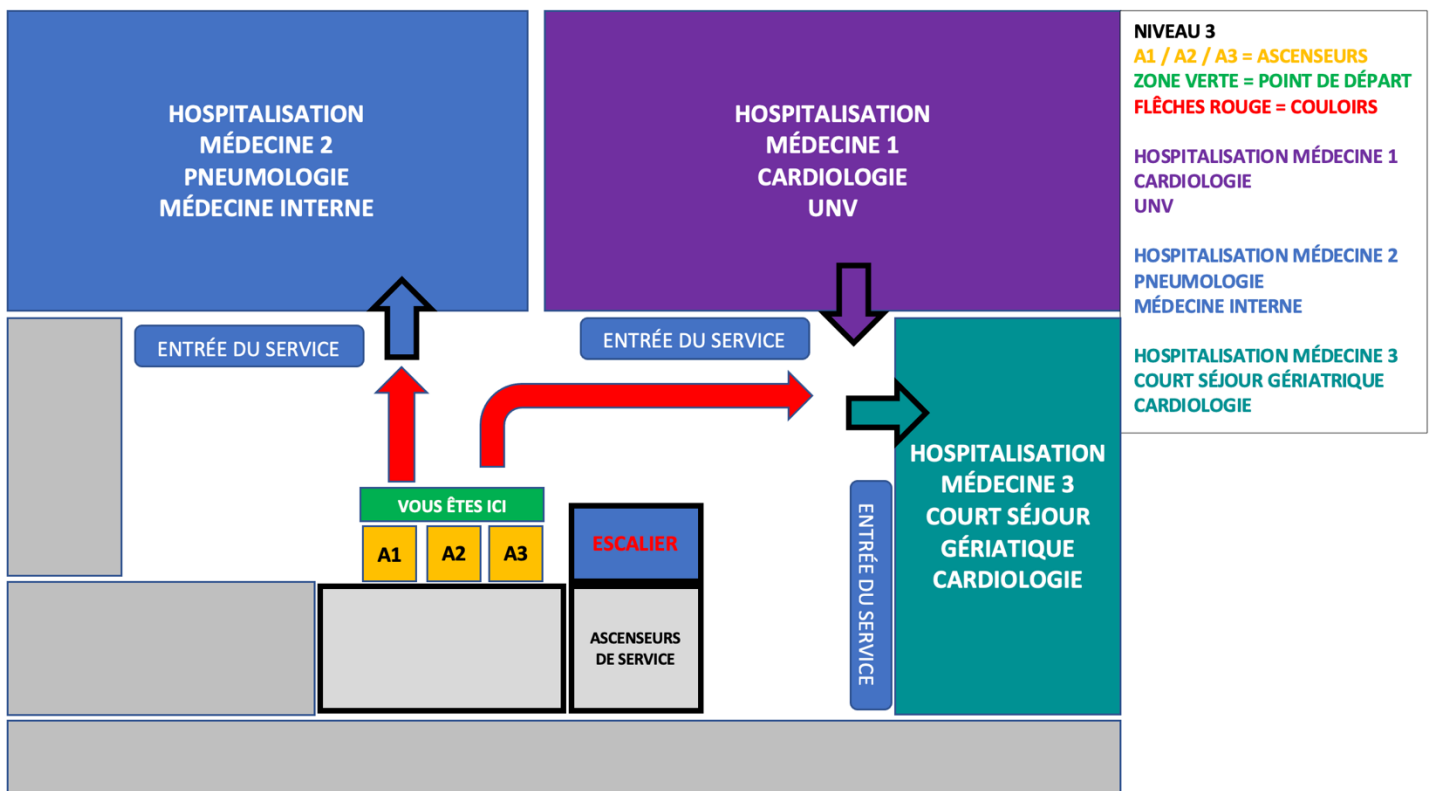 HOSPITALISATION
MÉDECINE 2
PNEUMOLOGIE
MÉDECINE INTERNE
HOSPITALISATION
MÉDECINE 1
CARDIOLOGIE
UNV
NIVEAU 3
A1 / A2 / A3 = ASCENSEURS
ZONE VERTE = POINT DE DÉPART
FLÊCHES ROUGE = COULOIRS
HOSPITALISATION MÉDECINE 1
CARDIOLOGIE
UNV
HOSPITALISATION MÉDECINE 2
PNEUMOLOGIE
MÉDECINE INTERNE
HOSPITALISATION MÉDECINE 3
COURT SÉJOUR GÉRIATRIQUE
CARDIOLOGIE
ENTRÉE DU SERVICE
ENTRÉE DU SERVICE
HOSPITALISATION
MÉDECINE 3
COURT SÉJOUR
GÉRIATIQUE
CARDIOLOGIE
ENTRÉE DU SERVICE
VOUS ÊTES ICI
A1
A2
A3
ESCALIER
ASCENSEURS
DE SERVICE